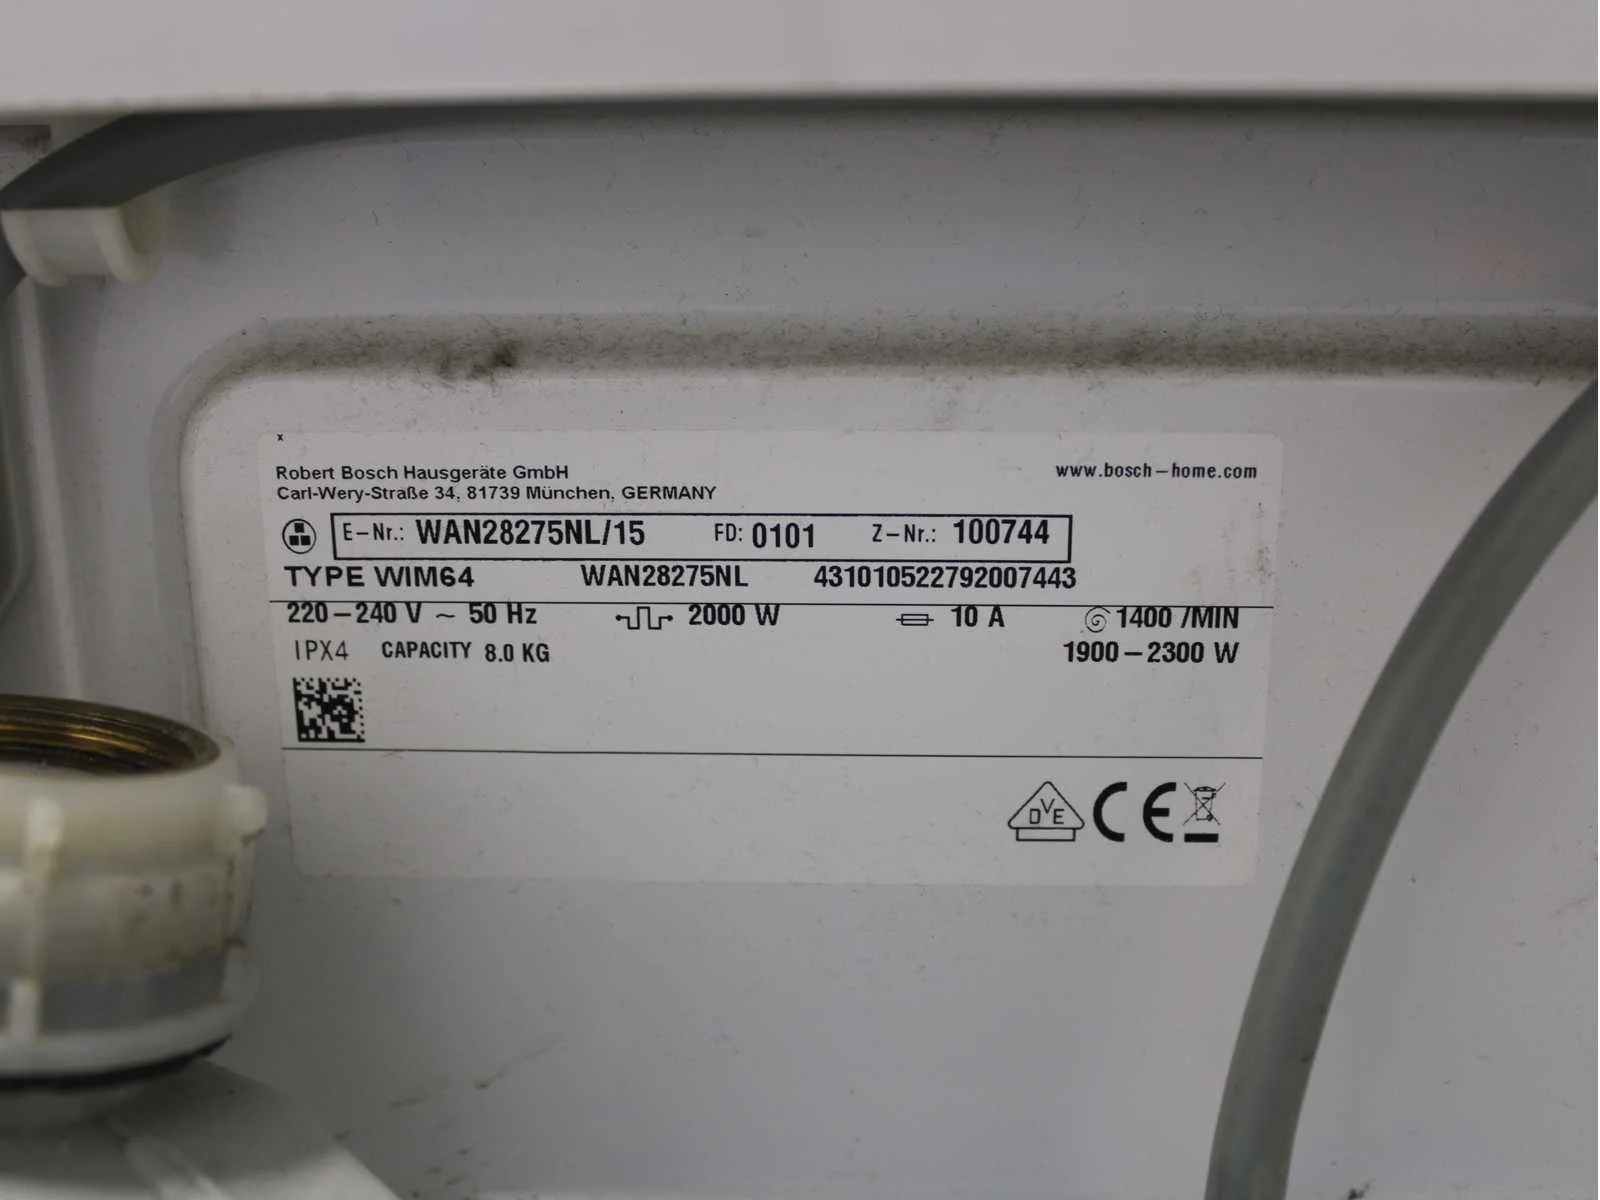 x
Robert Bosch Hausgeräte GmbH www.bosch-home.com
Carl-Wery-Straße 34, 81739 München, GERMANY
E-Nr.: WAN28275NL/15 FD: 0101 Z-Nr.: 100744
TYPE WIM64 WAN28275NL 431010522792007443
220-240 V ~ 50 Hz 2000 W 10 A 1400 /MIN
IPX4 CAPACITY 8.0 KG 1900-2300 W
DVE CE